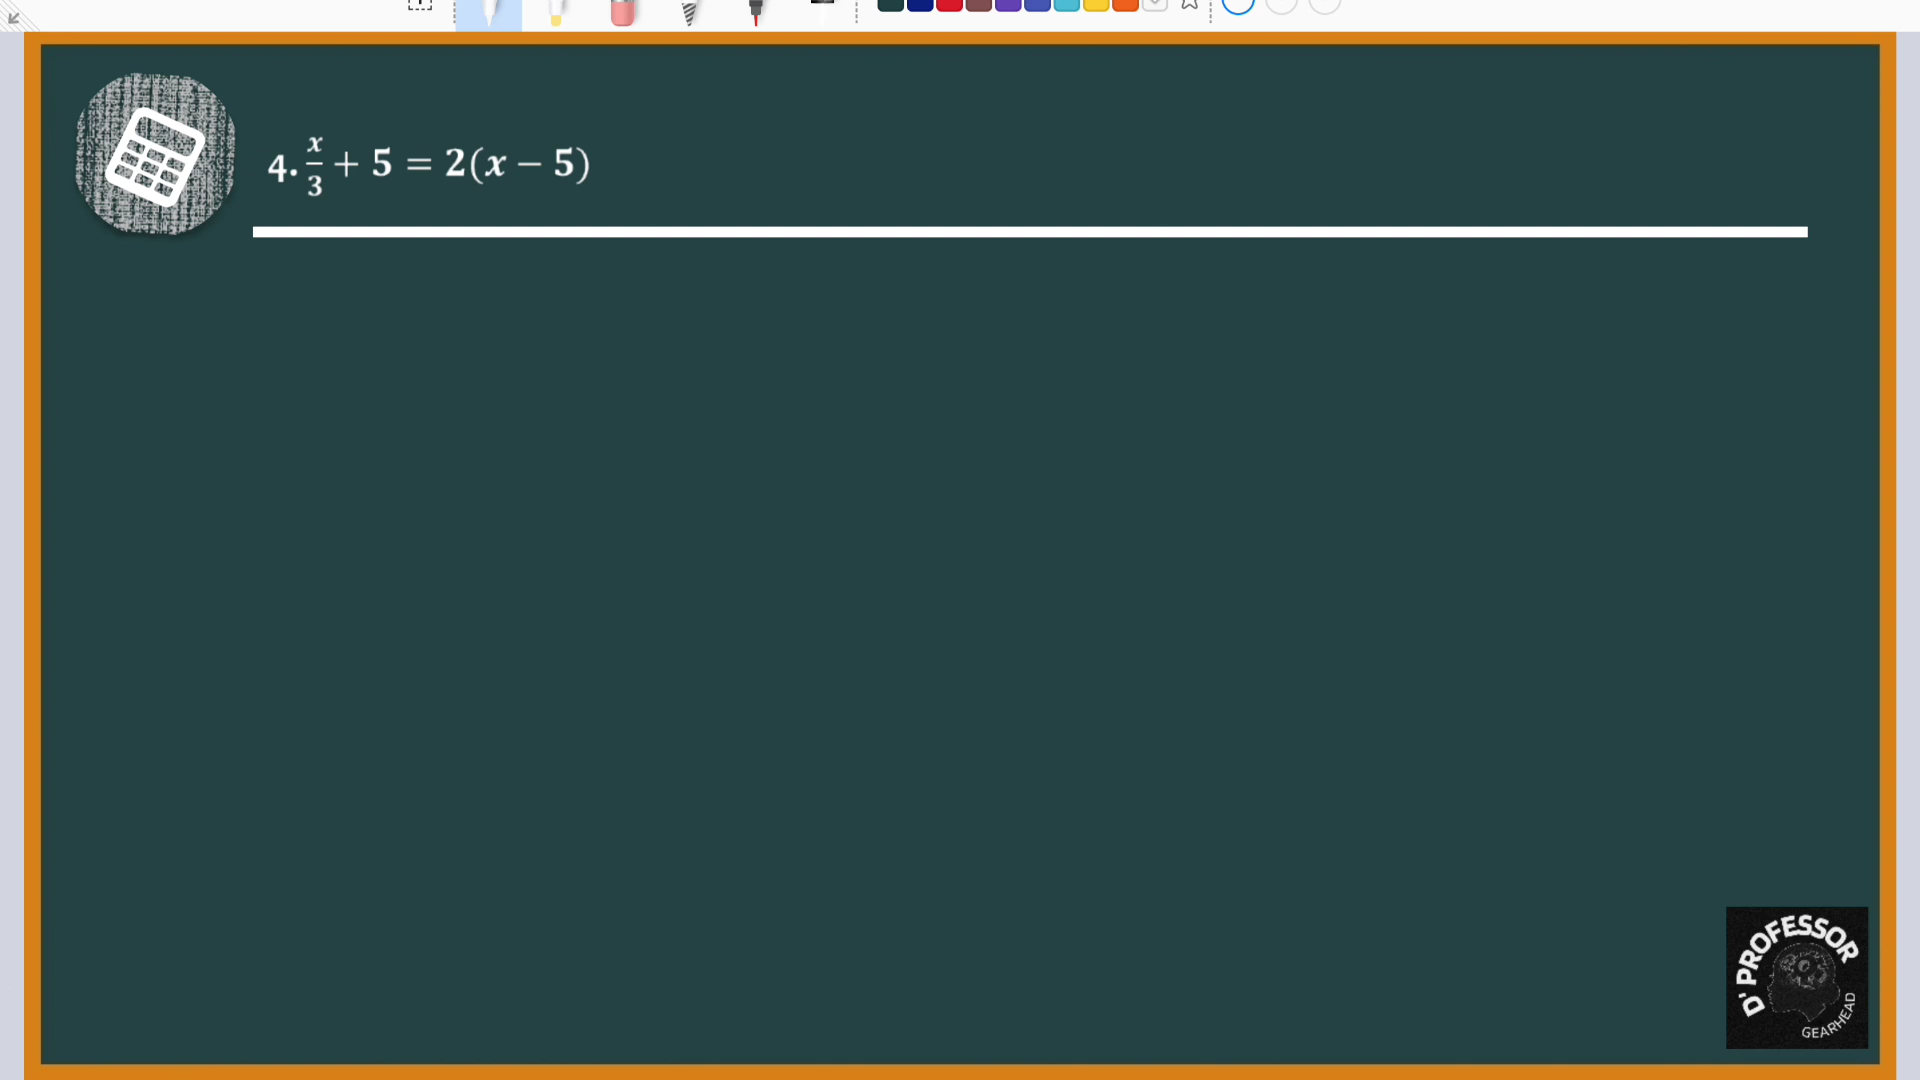 4. x/3 + 5 = 2(x − 5)
D' PROFESSOR
GEARHEAD